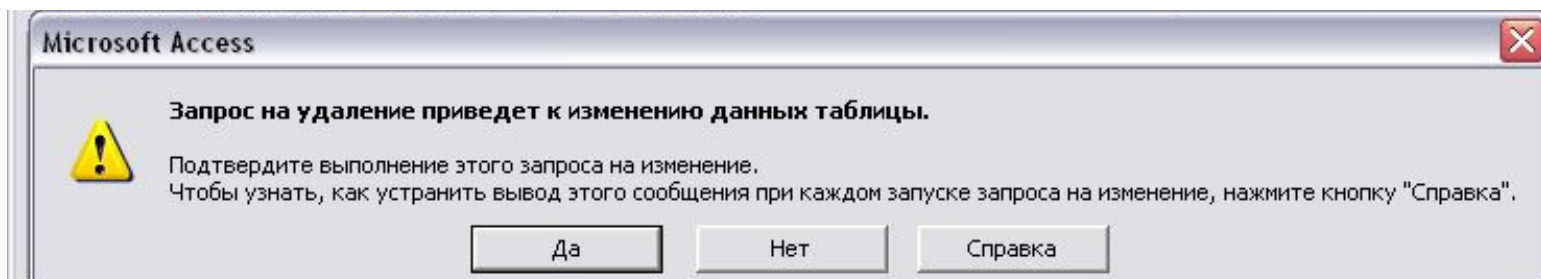 Microsoft Access
Запрос на удаление приведет к изменению данных таблицы.
Подтвердите выполнение этого запроса на изменение.
Чтобы узнать, как устранить вывод этого сообщения при каждом запуске запроса на изменение, нажмите кнопку "Справка".
Да Нет Справка